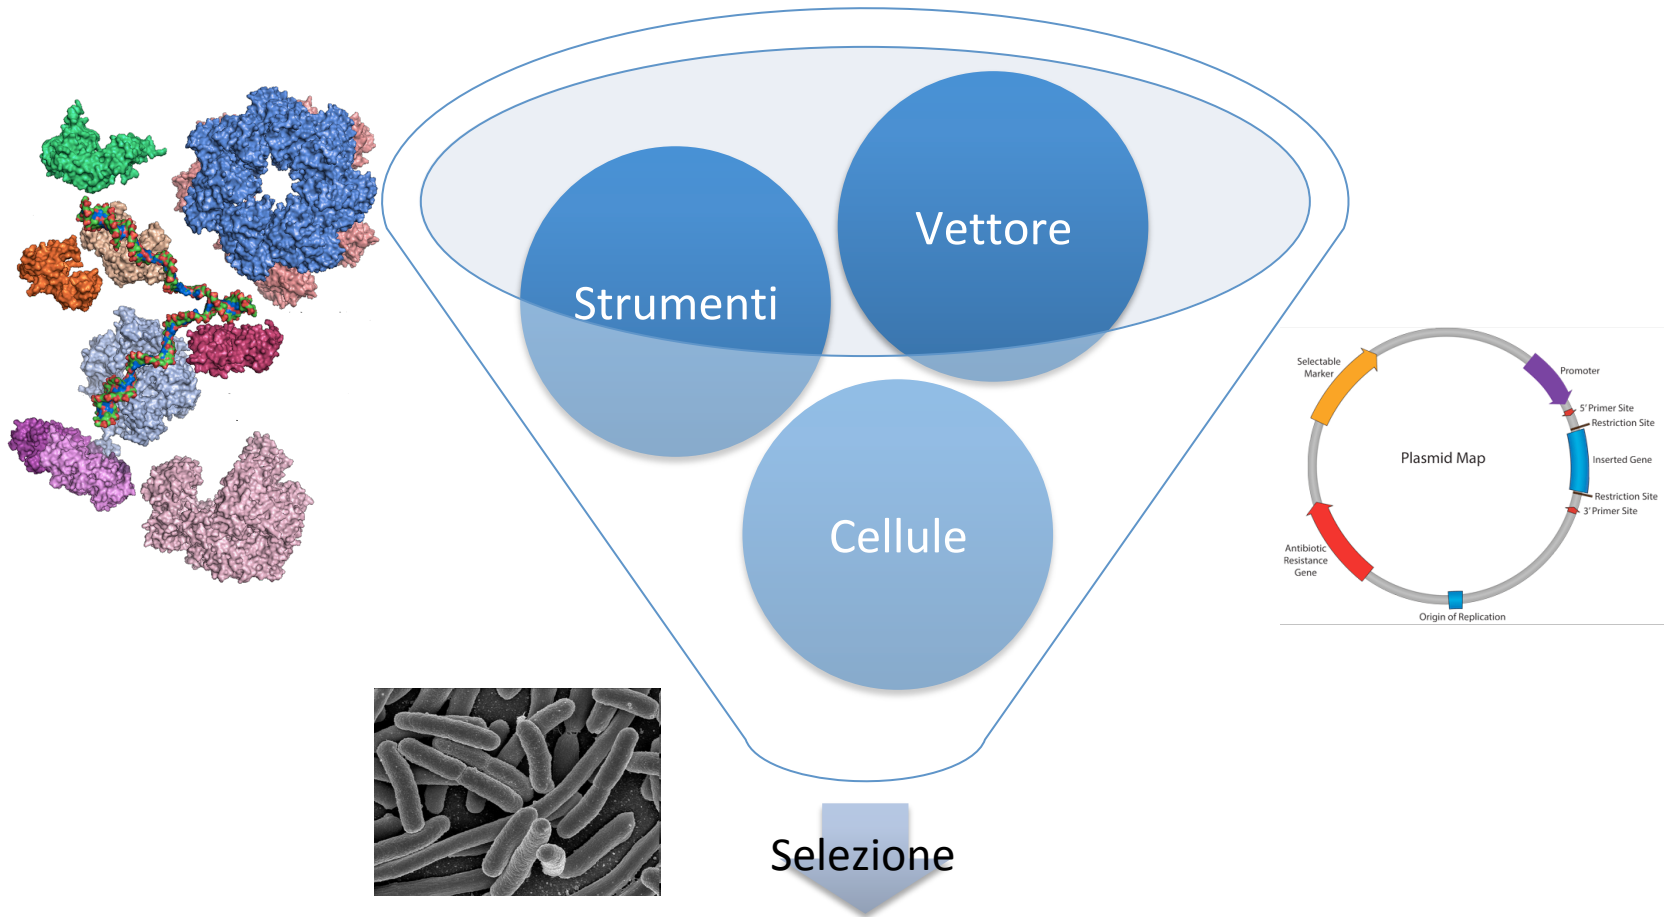 Vettore
Strumenti
Cellule
Selezione
Selectable
Marker
Promoter
5' Primer Site
Restriction Site
Plasmid Map
Inserted Gene
Restriction Site
3' Primer Site
Antibiotic
Resistance
Gene
Origin of Replication